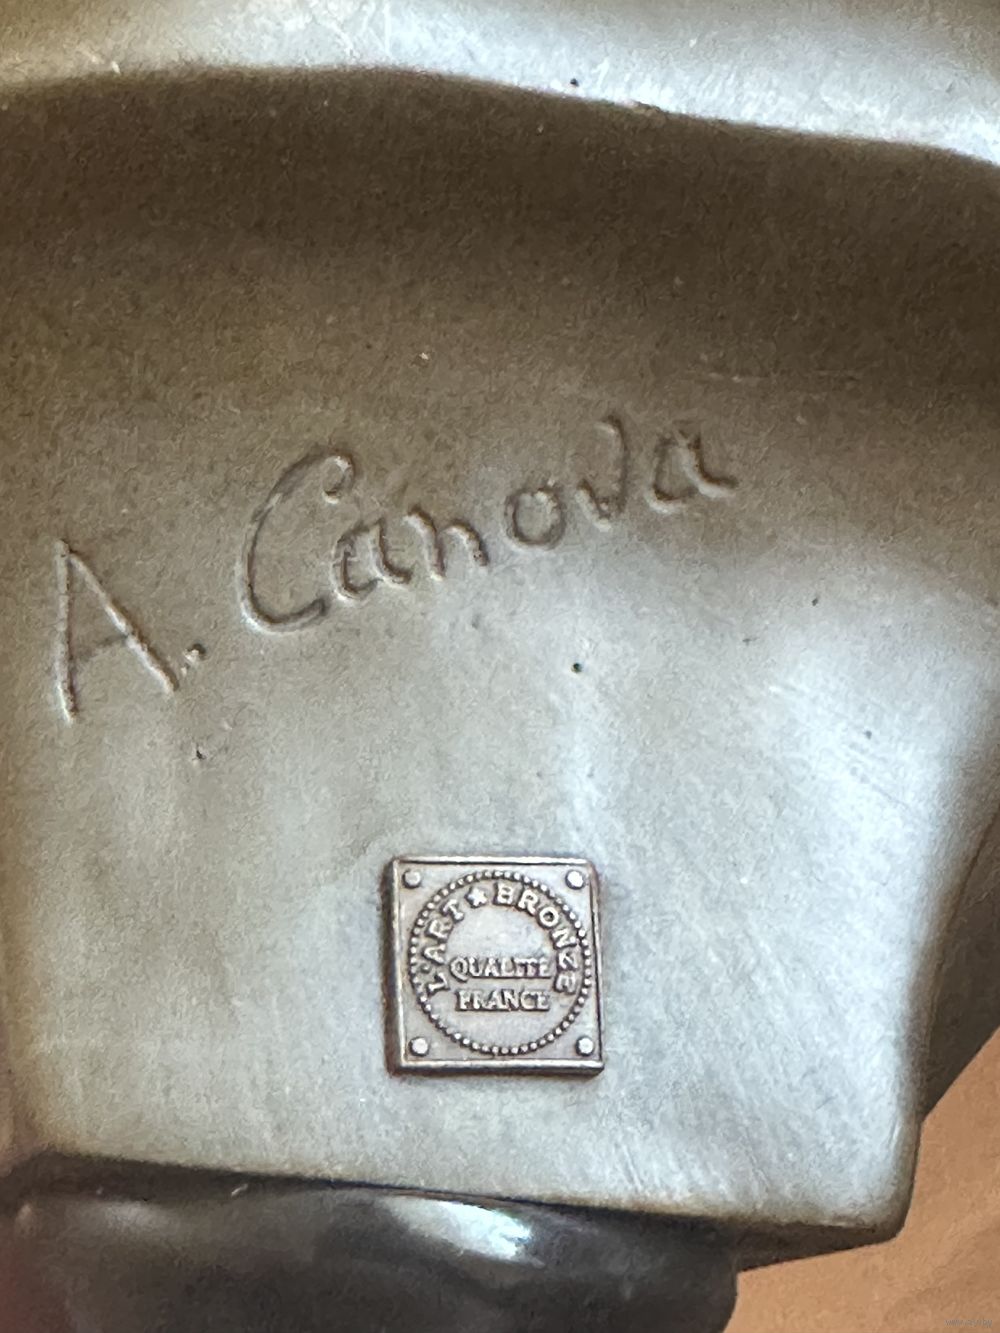 A. Canova
L'ART ★ BRONZE
QUALITE
FRANCE